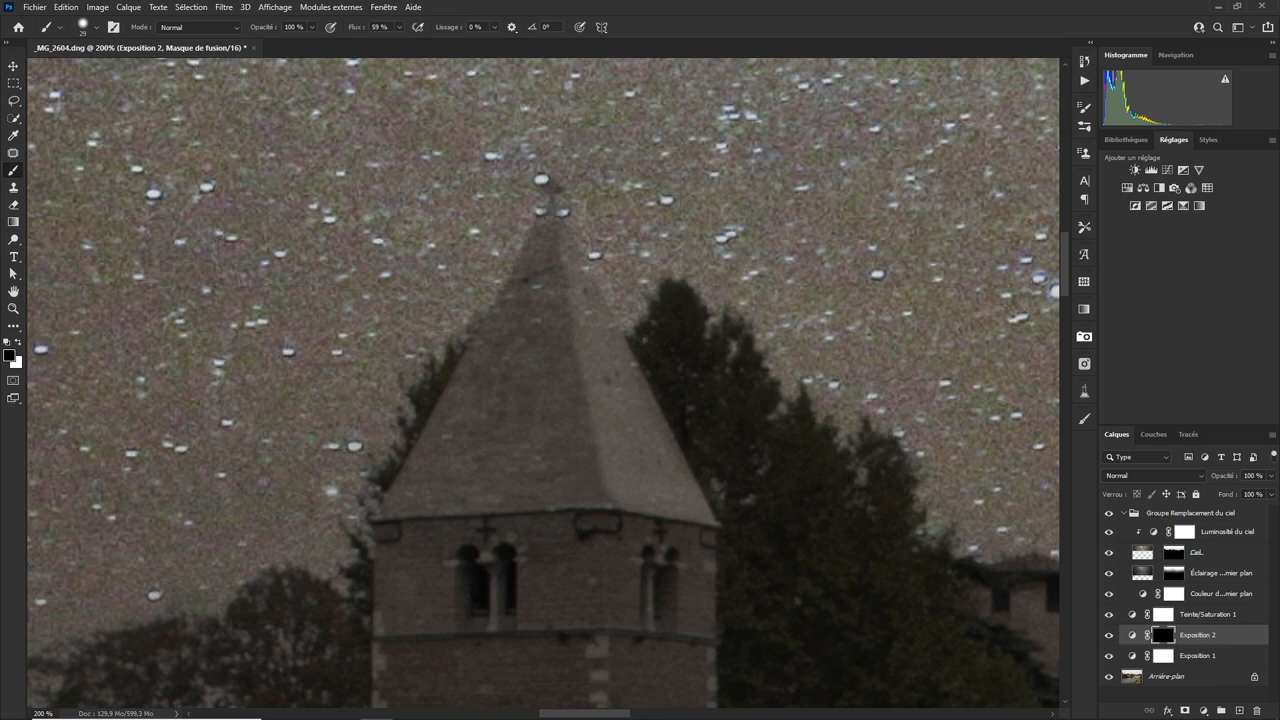 Ps Fichier Edition Image Calque Texte Sélection Filtre 3D Affichage Modules externes Fenêtre Aide
29 Mode : Normal Opacité : 100 % Flux : 59 % Lissage : 0 % 0°
_MG_2604.dng @ 200% (Exposition 2, Masque de fusion/16) *
Histogramme Navigation
Bibliothèques Réglages Styles
Ajouter un réglage
Calques Couches Tracés
Type
Normal Opacité : 100 %
Verrou : Fond : 100 %
Groupe Remplacement du ciel
Luminosité du ciel
Ciel
Éclairage ...mier plan
Couleur d...mier plan
Teinte/Saturation 1
Exposition 2
Exposition 1
Arrière-plan
200 % Doc : 129,9 Mo/599,3 Mo